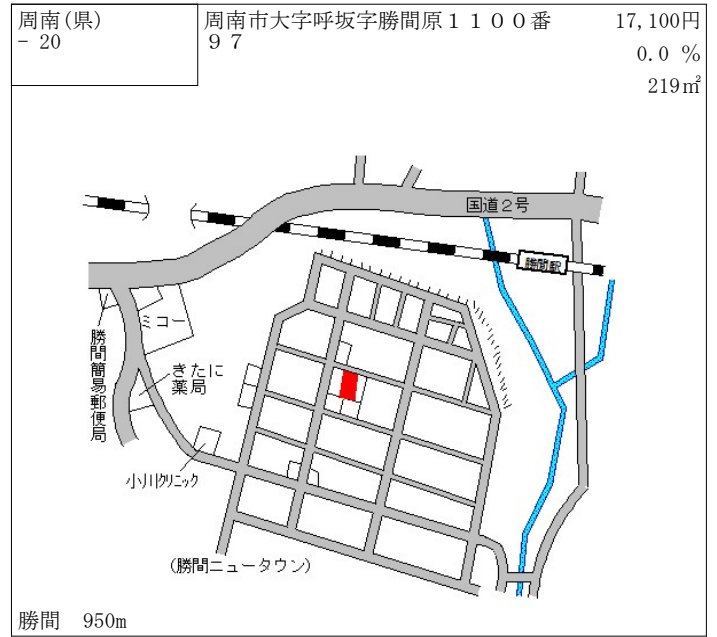 周南(県)
- 20
周南市大字呼坂字勝間原１１００番
９７
17,100円
0.0 %
219㎡
国道２号
勝間駅
ミコー
勝間簡易郵便局
きたに
薬局
小川クリニック
(勝間ニュータウン)
勝間　950m